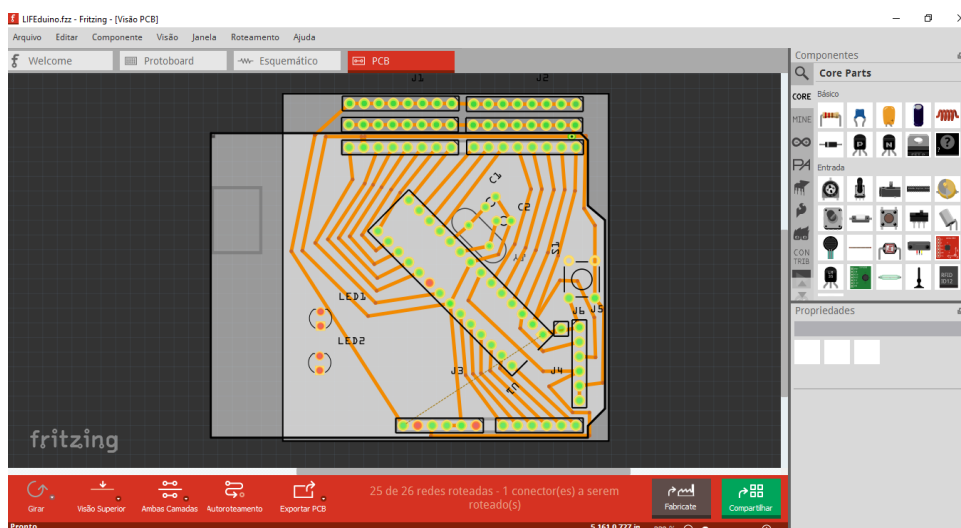 LIFEduino.fzz - Fritzing - [Visão PCB]
Arquivo Editar Componente Visão Janela Roteamento Ajuda
Welcome Protoboard Esquemático PCB
Componentes
Core Parts
CORE Básico
MINE
PA Entrada
CON
TRIB
J1 J2
C1
C2
S1
LED1
J6 J5
LED2
J3 J4
U1
Propriedades
fritzing
Girar Visão Superior Ambas Camadas Autoroteamento Exportar PCB
25 de 26 redes roteadas - 1 conector(es) a serem
roteado(s)
Fabricate Compartilhar
Pronto